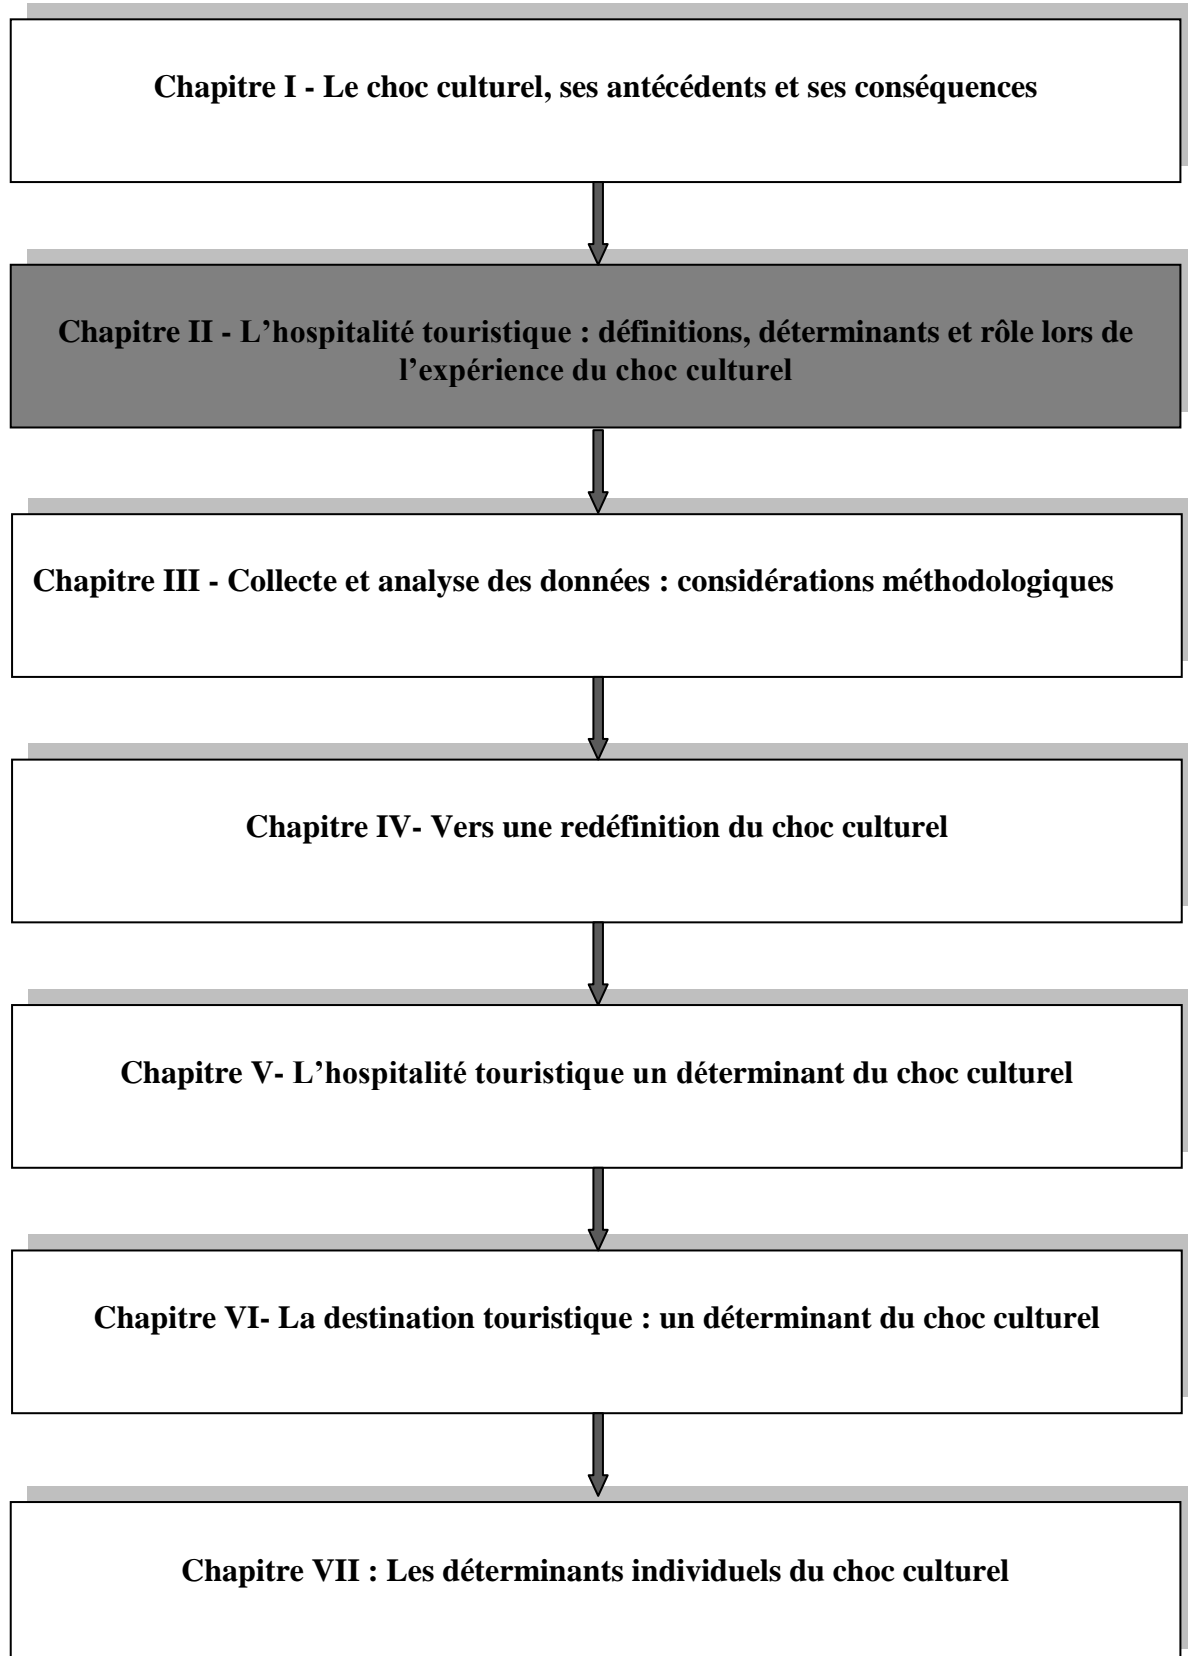 Chapitre I - Le choc culturel, ses antécédents et ses conséquences
Chapitre II - L’hospitalité touristique : définitions, déterminants et rôle lors de
l’expérience du choc culturel
Chapitre III - Collecte et analyse des données : considérations méthodologiques
Chapitre IV- Vers une redéfinition du choc culturel
Chapitre V- L’hospitalité touristique un déterminant du choc culturel
Chapitre VI- La destination touristique : un déterminant du choc culturel
Chapitre VII : Les déterminants individuels du choc culturel